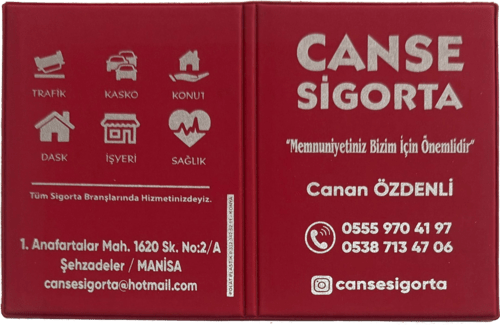 TRAFİK KASKO KONUT
DASK İŞYERİ SAĞLIK
Tüm Sigorta Branşlarında Hizmetinizdeyiz.
1. Anafartalar Mah. 1620 Sk. No:2/A
Şehzadeler / MANİSA
cansesigorta@hotmail.com
CANSE
SİGORTA
"Memnuniyetiniz Bizim İçin Önemlidir"
Canan ÖZDENLİ
0555 970 41 97
0538 713 47 06
cansesigorta